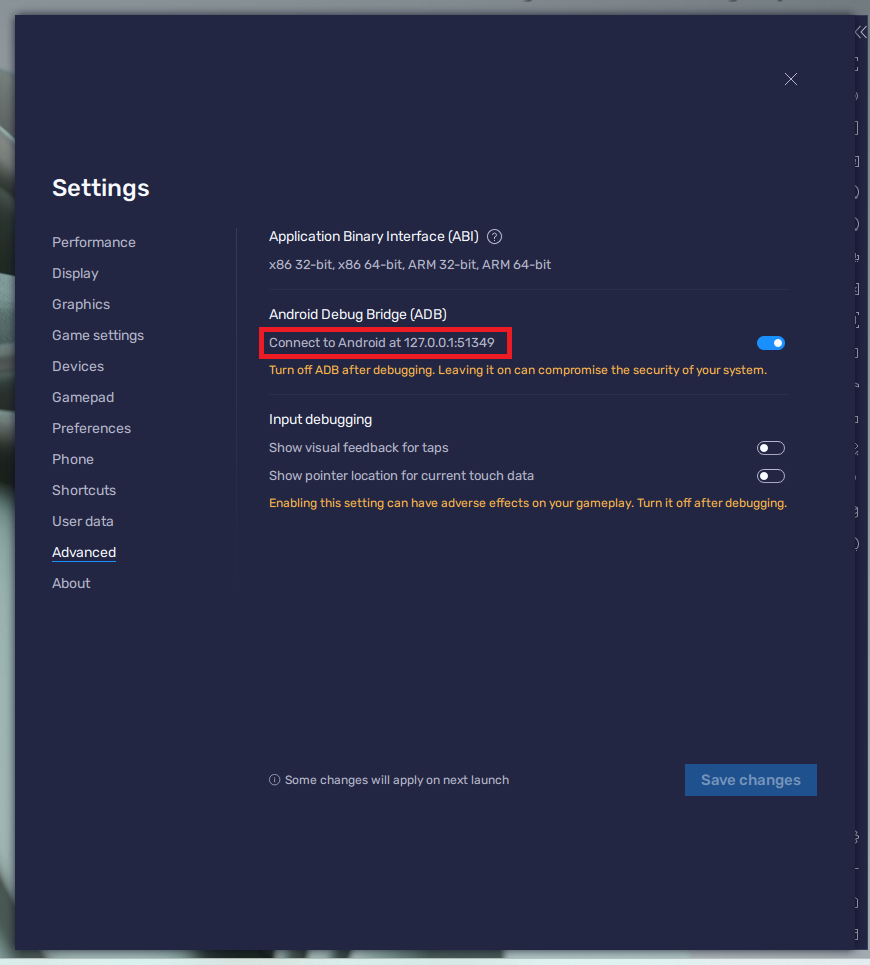 Settings
Performance
Display
Graphics
Game settings
Devices
Gamepad
Preferences
Phone
Shortcuts
User data
Advanced
About
Application Binary Interface (ABI) ?
x86 32-bit, x86 64-bit, ARM 32-bit, ARM 64-bit
Android Debug Bridge (ADB)
Connect to Android at 127.0.0.1:51349
Turn off ADB after debugging. Leaving it on can compromise the security of your system.
Input debugging
Show visual feedback for taps
Show pointer location for current touch data
Enabling this setting can have adverse effects on your gameplay. Turn it off after debugging.
Some changes will apply on next launch
Save changes